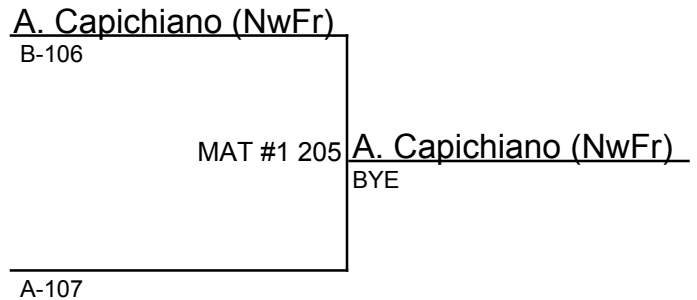 A. Capichiano (NwFr)
B-106
MAT #1 205
A. Capichiano (NwFr)
BYE
A-107